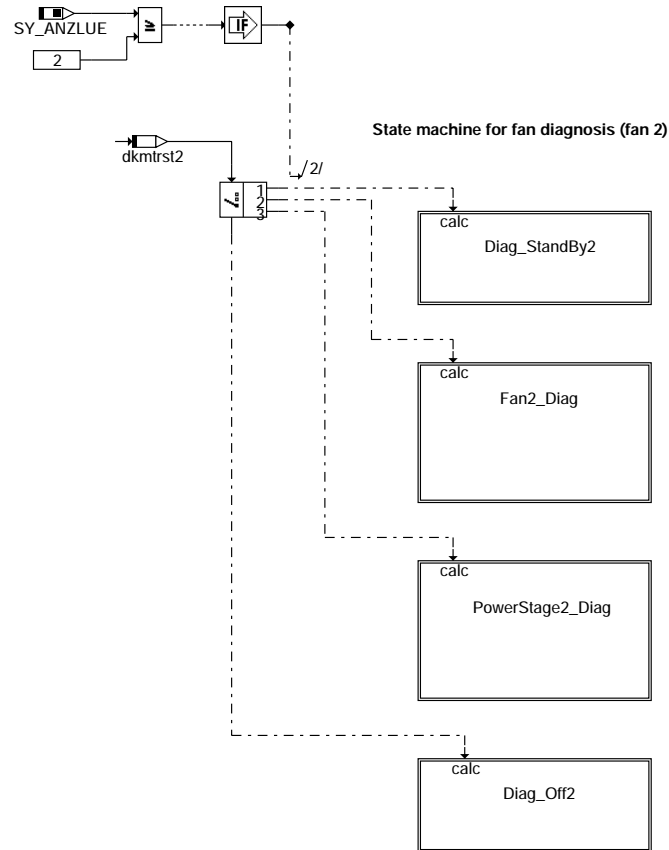 SY_ANZLUE
≥
2
IF
State machine for fan diagnosis (fan 2)
dkmtrst2
/2/
1
2
3
calc
Diag_StandBy2
calc
Fan2_Diag
calc
PowerStage2_Diag
calc
Diag_Off2